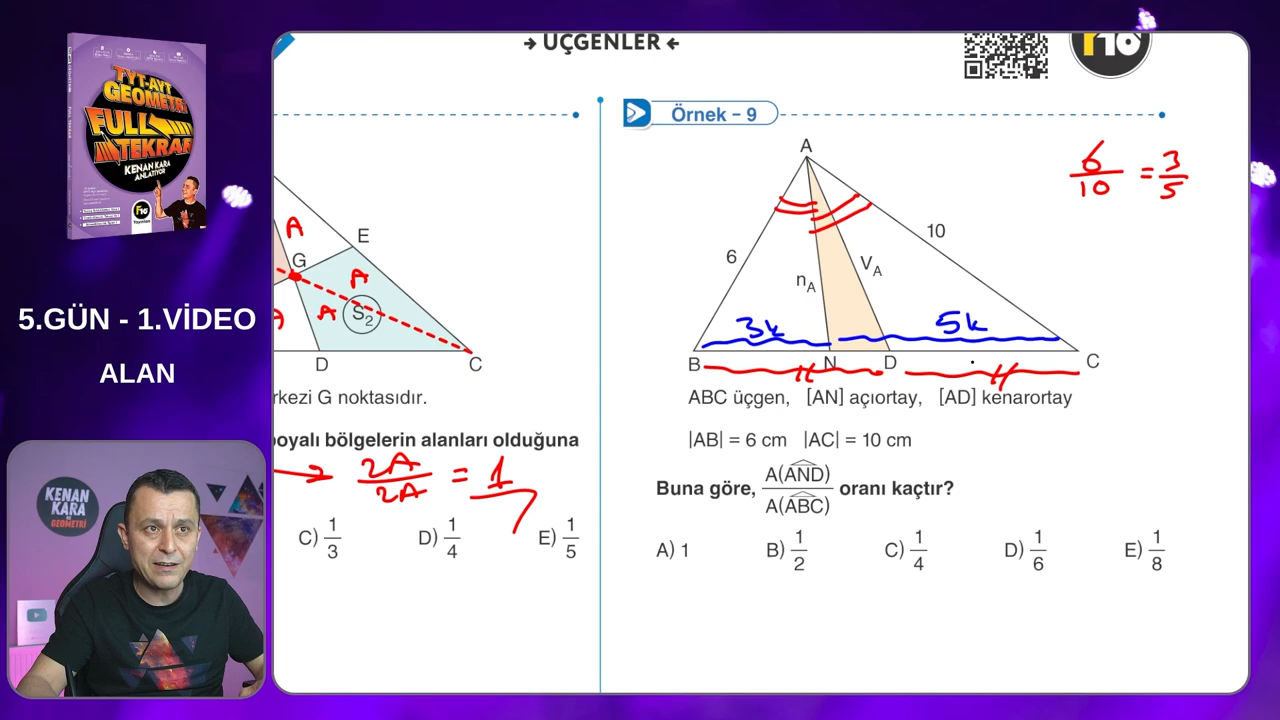 TYT-AYT
GEOMETRİ
FULL
TEKRAR
KENAN KARA
ANLATIYOR
5.GÜN - 1.VİDEO
ALAN
KENAN
KARA
GEOMETRİ
→ ÜÇGENLER ←
A
E
G
A
A
S2
D
C
rkezi G noktasıdır.
boyalı bölgelerin alanları olduğuna
→ 2A/2A = 1
C) 1/3 D) 1/4 E) 1/5
Örnek – 9
6/10 = 3/5
A
6
10
nA
VA
3k
5k
B
N
D
C
ABC üçgen, [AN] açıortay, [AD] kenarortay
|AB| = 6 cm |AC| = 10 cm
Buna göre, A(AND)/A(ABC) oranı kaçtır?
A) 1 B) 1/2 C) 1/4 D) 1/6 E) 1/8